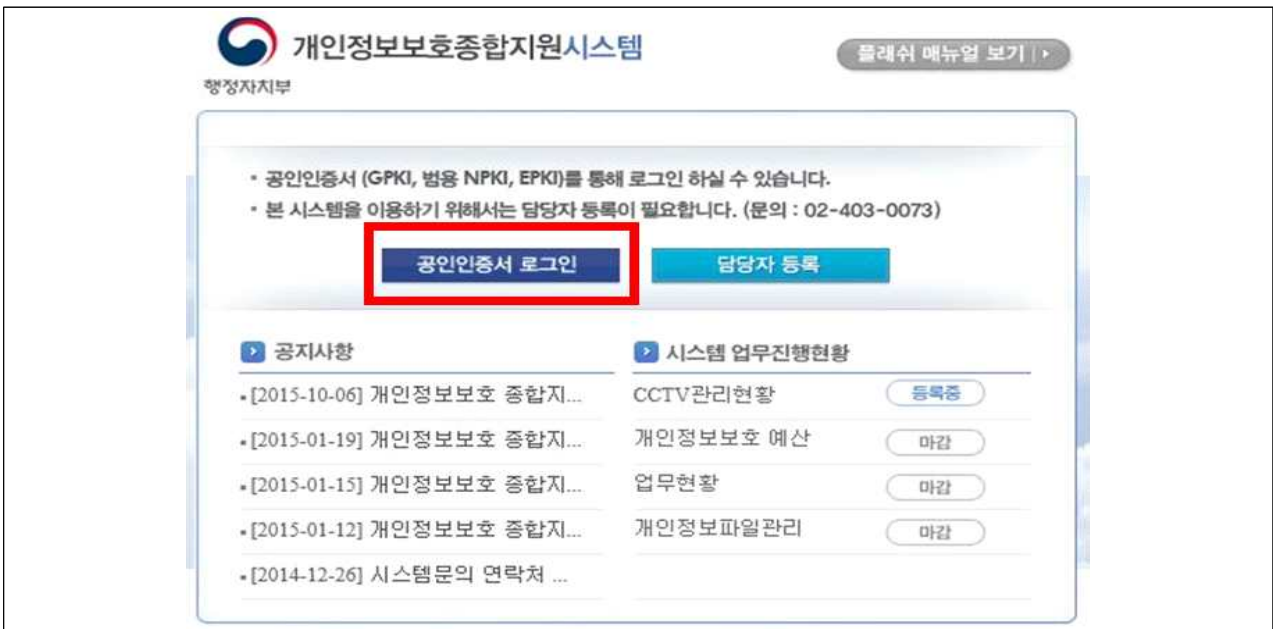 개인정보보호종합지원시스템
플래쉬 매뉴얼 보기
행정자치부
• 공인인증서 (GPKI, 범용 NPKI, EPKI)를 통해 로그인 하실 수 있습니다.
• 본 시스템을 이용하기 위해서는 담당자 등록이 필요합니다. (문의 : 02-403-0073)
공인인증서 로그인
담당자 등록
공지사항
[2015-10-06] 개인정보보호 종합지...
[2015-01-19] 개인정보보호 종합지...
[2015-01-15] 개인정보보호 종합지...
[2015-01-12] 개인정보보호 종합지...
[2014-12-26] 시스템문의 연락처 ...
시스템 업무진행현황
CCTV관리현황 등록중
개인정보보호 예산 마감
업무현황 마감
개인정보파일관리 마감